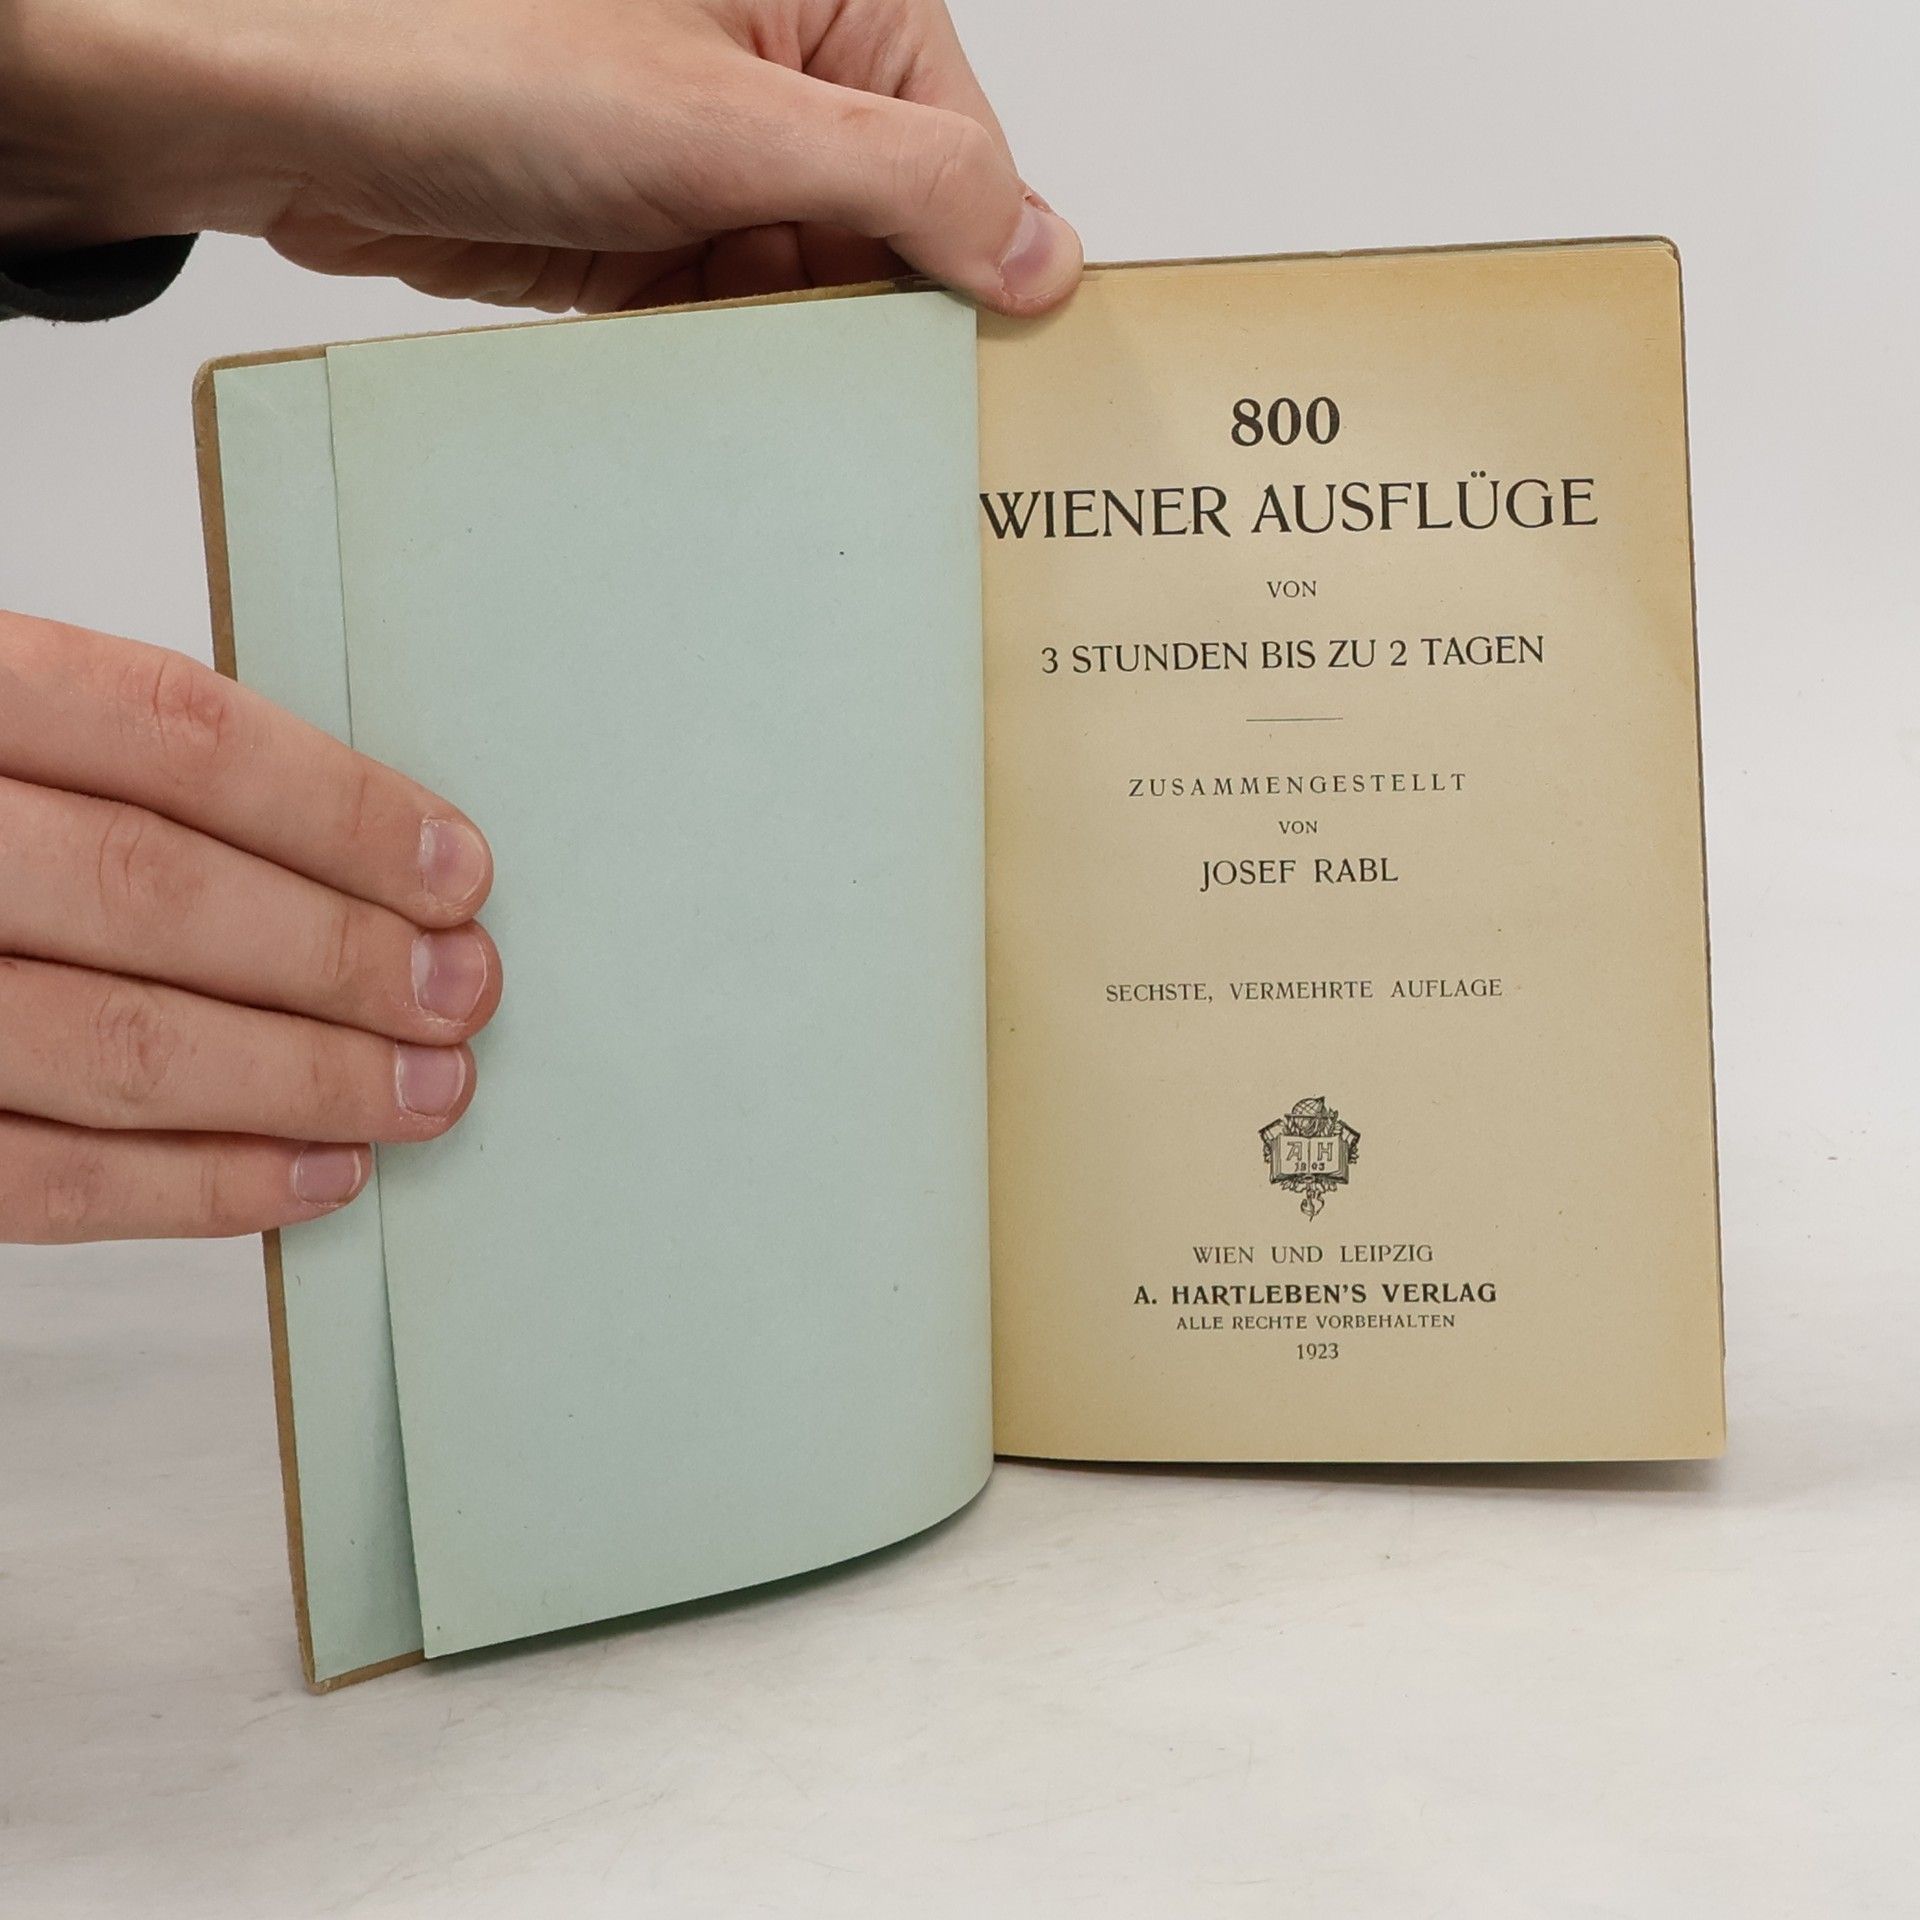 800
WIENER AUSFLÜGE
VON
3 STUNDEN BIS ZU 2 TAGEN
ZUSAMMENGESTELLT
VON
JOSEF RABL
SECHSTE, VERMEHRTE AUFLAGE
A H
1803
WIEN UND LEIPZIG
A. HARTLEBEN'S VERLAG
ALLE RECHTE VORBEHALTEN
1923